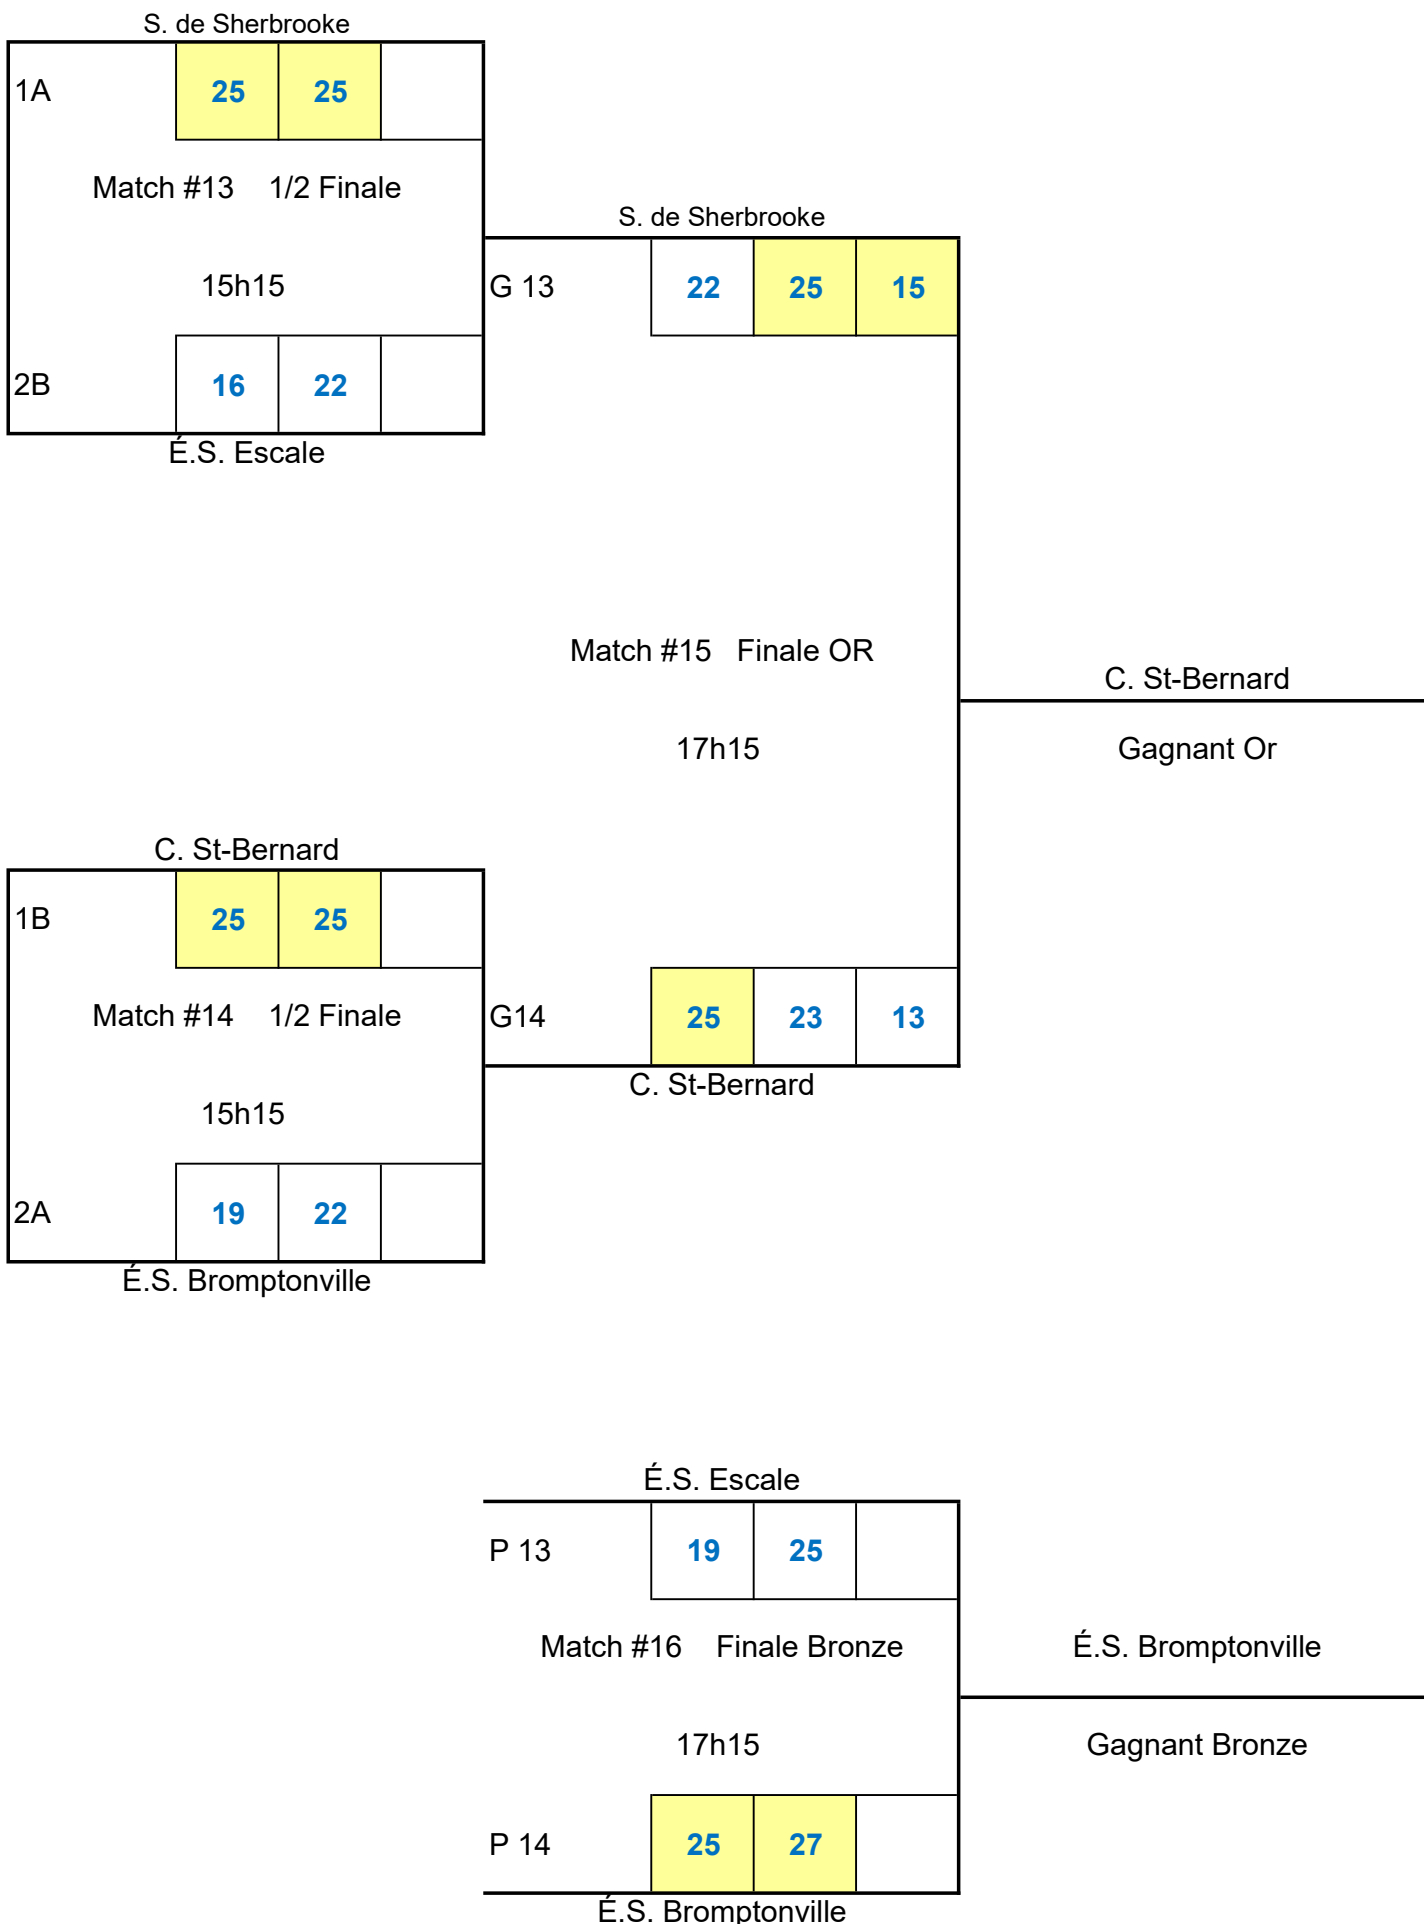 S. de Sherbrooke
1A 25 25
Match #13 1/2 Finale
15h15
2B 16 22
É.S. Escale
S. de Sherbrooke
G 13 22 25 15
Match #15 Finale OR
17h15
C. St-Bernard
Gagnant Or
C. St-Bernard
1B 25 25
Match #14 1/2 Finale
15h15
2A 19 22
É.S. Bromptonville
G14 25 23 13
C. St-Bernard
É.S. Escale
P 13 19 25
Match #16 Finale Bronze
17h15
P 14 25 27
É.S. Bromptonville
É.S. Bromptonville
Gagnant Bronze